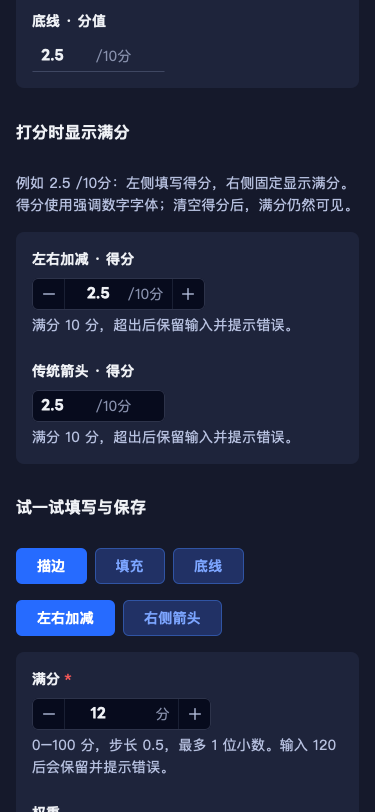 底线 · 分值
2.5 /10分
打分时显示满分
例如 2.5 /10分：左侧填写得分，右侧固定显示满分。
得分使用强调数字字体；清空得分后，满分仍然可见。
左右加减 · 得分
− 2.5 /10分 +
满分 10 分，超出后保留输入并提示错误。
传统箭头 · 得分
2.5 /10分
满分 10 分，超出后保留输入并提示错误。
试一试填写与保存
描边 填充 底线
左右加减 右侧箭头
满分 *
− 12 分 +
0—100 分，步长 0.5，最多 1 位小数。输入 120
后会保留并提示错误。